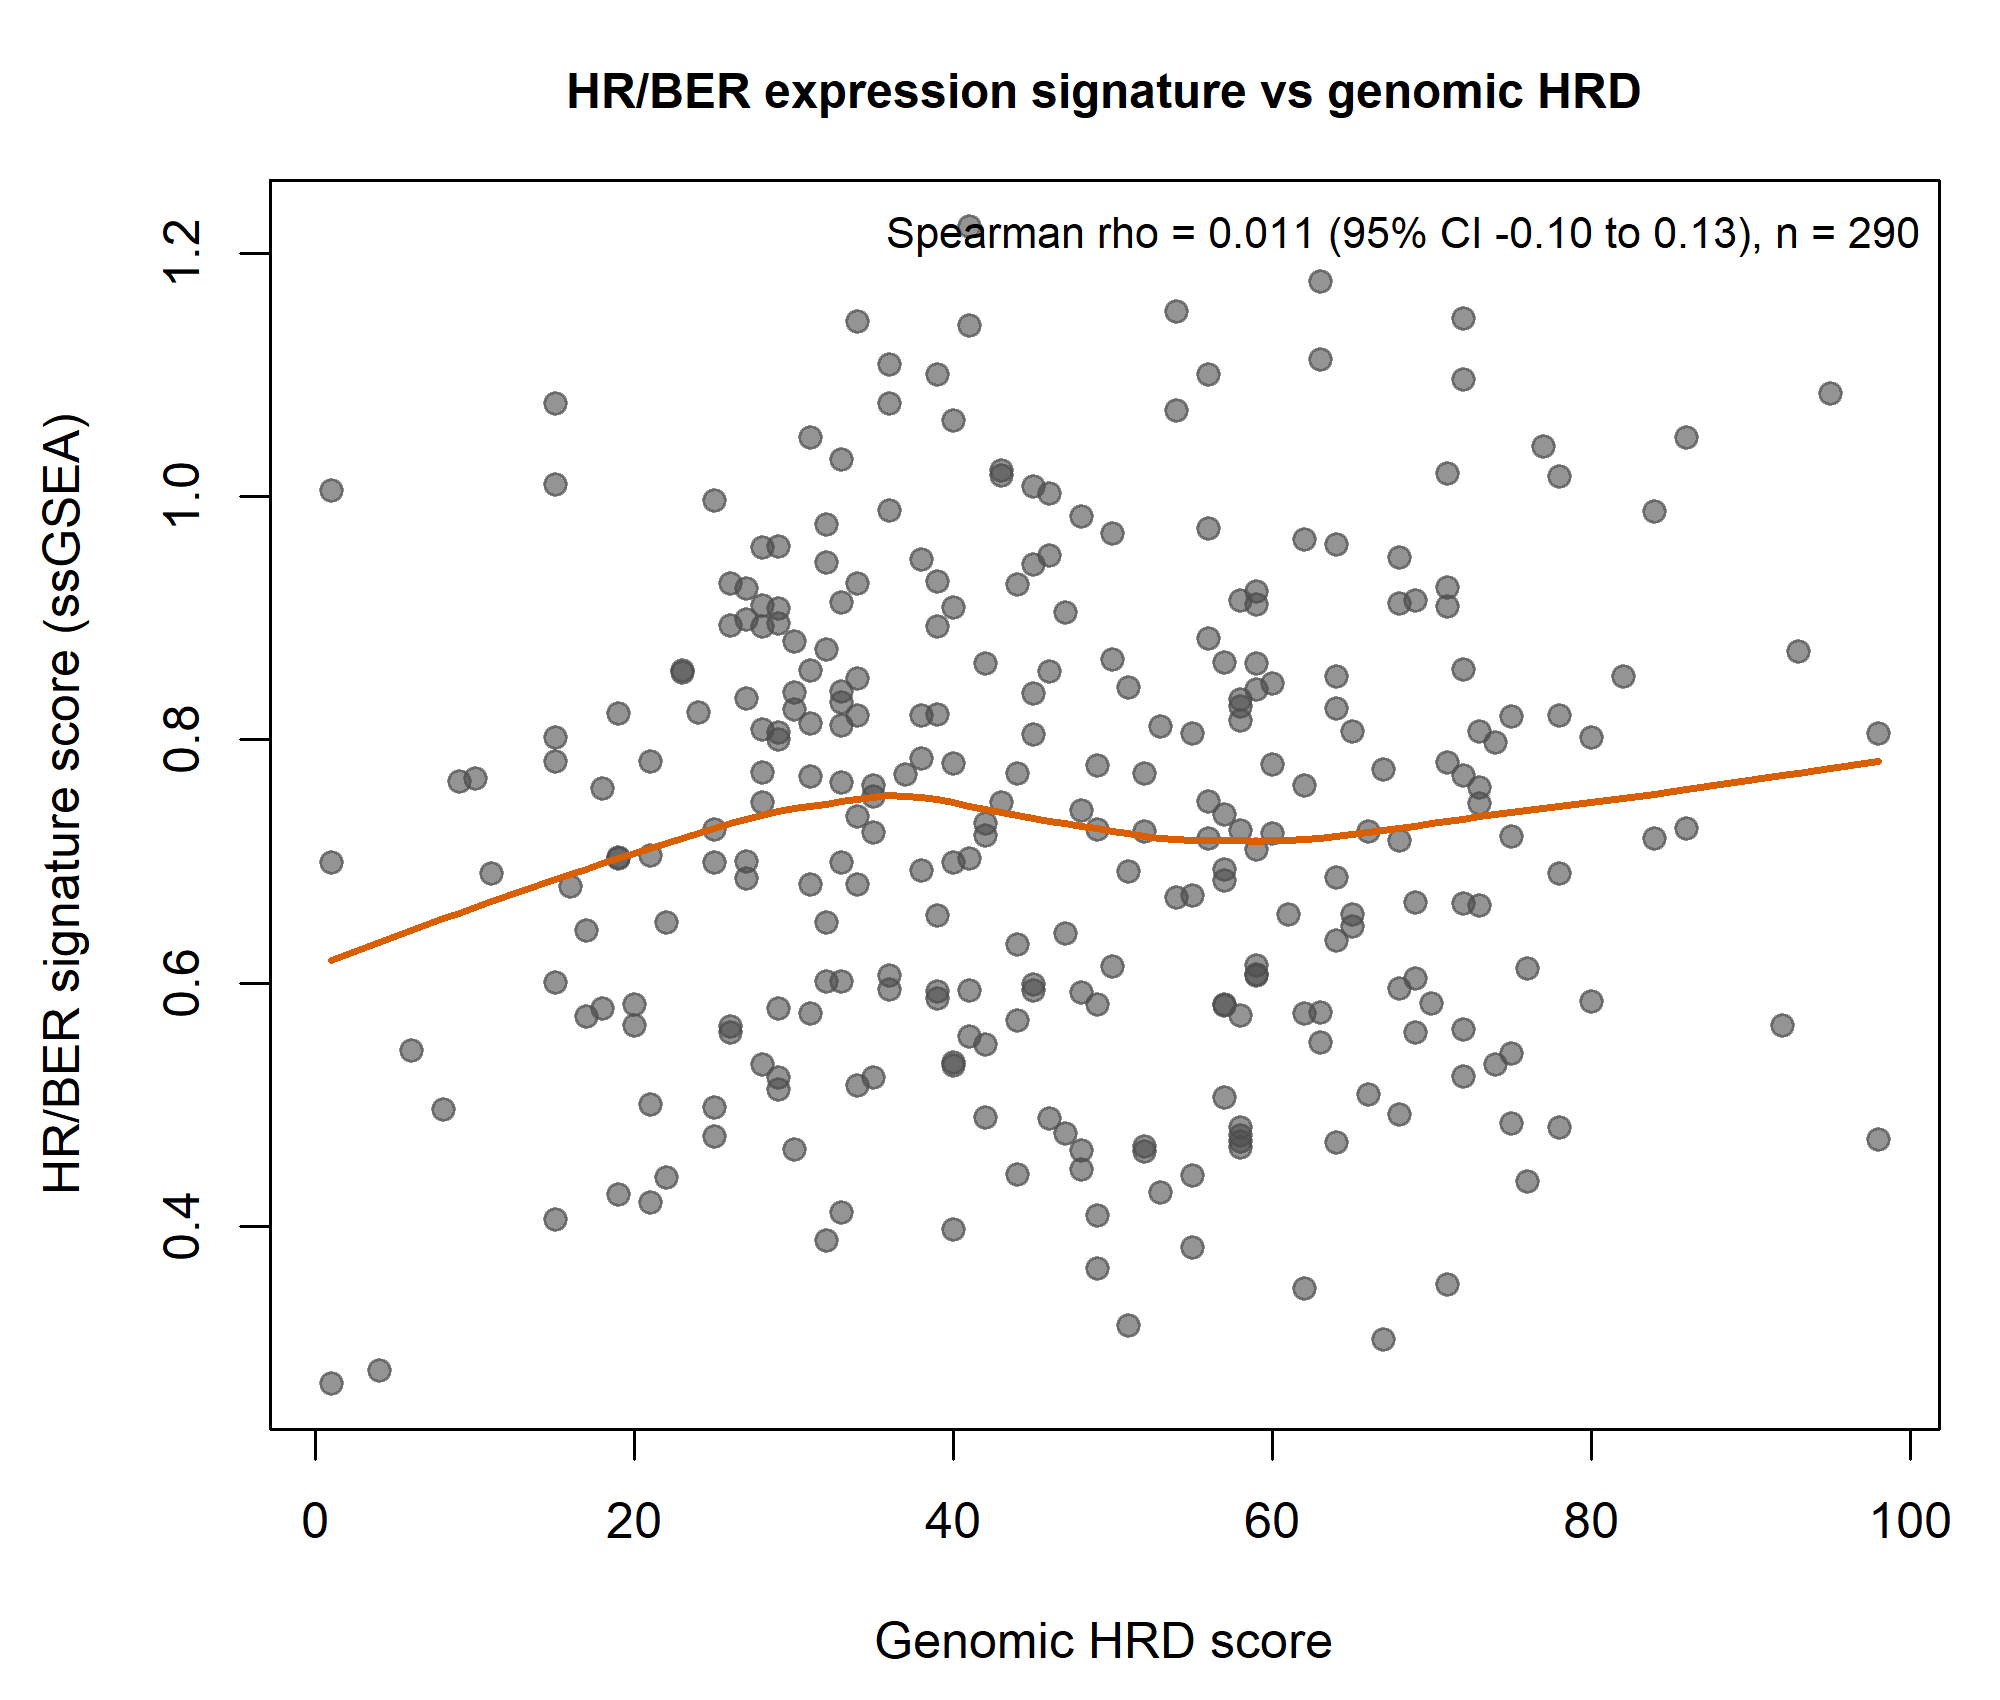 HR/BER expression signature vs genomic HRD
Spearman rho = 0.011 (95% CI -0.10 to 0.13), n = 290
HR/BER signature score (ssGSEA)
1.2
1.0
0.8
0.6
0.4
0 20 40 60 80 100
Genomic HRD score